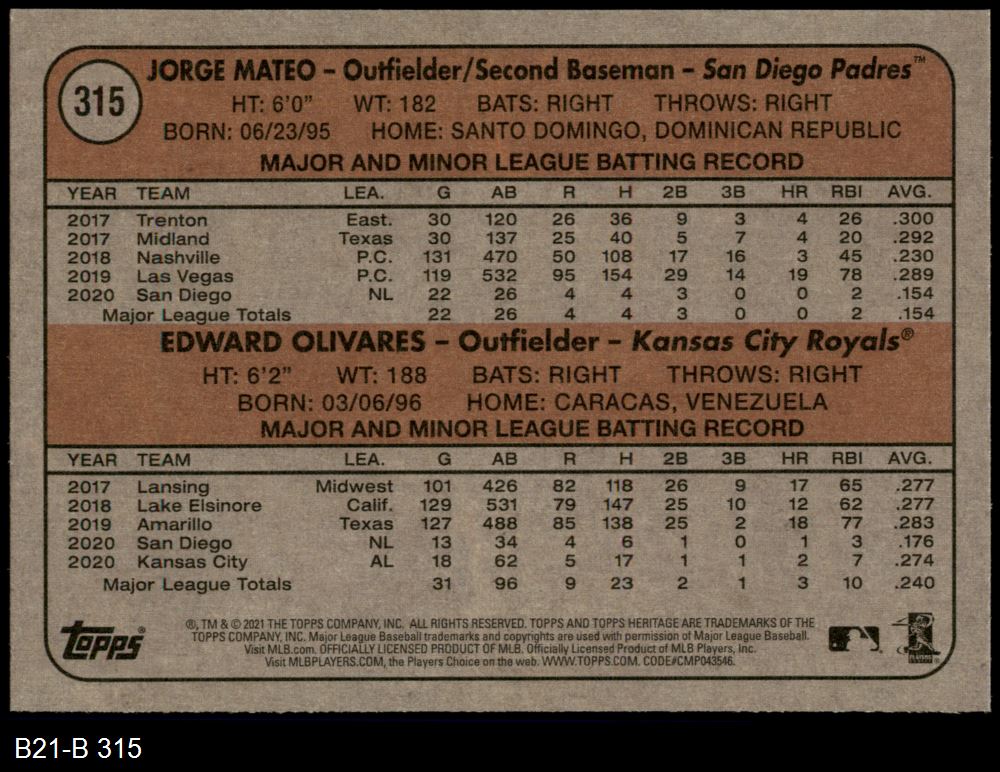 315
JORGE MATEO – Outfielder/Second Baseman – San Diego Padres™
HT: 6'0" WT: 182 BATS: RIGHT THROWS: RIGHT
BORN: 06/23/95 HOME: SANTO DOMINGO, DOMINICAN REPUBLIC
MAJOR AND MINOR LEAGUE BATTING RECORD
YEAR TEAM LEA. G AB R H 2B 3B HR RBI AVG.
2017 Trenton East. 30 120 26 36 9 3 4 26 .300
2017 Midland Texas 30 137 25 40 5 7 4 20 .292
2018 Nashville P.C. 131 470 50 108 17 16 3 45 .230
2019 Las Vegas P.C. 119 532 95 154 29 14 19 78 .289
2020 San Diego NL 22 26 4 4 3 0 0 2 .154
Major League Totals 22 26 4 4 3 0 0 2 .154
EDWARD OLIVARES – Outfielder – Kansas City Royals®
HT: 6'2" WT: 188 BATS: RIGHT THROWS: RIGHT
BORN: 03/06/96 HOME: CARACAS, VENEZUELA
MAJOR AND MINOR LEAGUE BATTING RECORD
YEAR TEAM LEA. G AB R H 2B 3B HR RBI AVG.
2017 Lansing Midwest 101 426 82 118 26 9 17 65 .277
2018 Lake Elsinore Calif. 129 531 79 147 25 10 12 62 .277
2019 Amarillo Texas 127 488 85 138 25 2 18 77 .283
2020 San Diego NL 13 34 4 6 1 0 1 3 .176
2020 Kansas City AL 18 62 5 17 1 1 2 7 .274
Major League Totals 31 96 9 23 2 1 3 10 .240
Topps®
®, TM & © 2021 THE TOPPS COMPANY, INC. ALL RIGHTS RESERVED. TOPPS AND TOPPS HERITAGE ARE TRADEMARKS OF THE
TOPPS COMPANY, INC. Major League Baseball trademarks and copyrights are used with permission of Major League Baseball.
Visit MLB.com. OFFICIALLY LICENSED PRODUCT OF MLB. Officially Licensed Product of MLB Players, Inc.
Visit MLBPLAYERS.COM, the Players Choice on the web. WWW.TOPPS.COM. CODE#CMP043546.
PLAYERS
B21-B 315